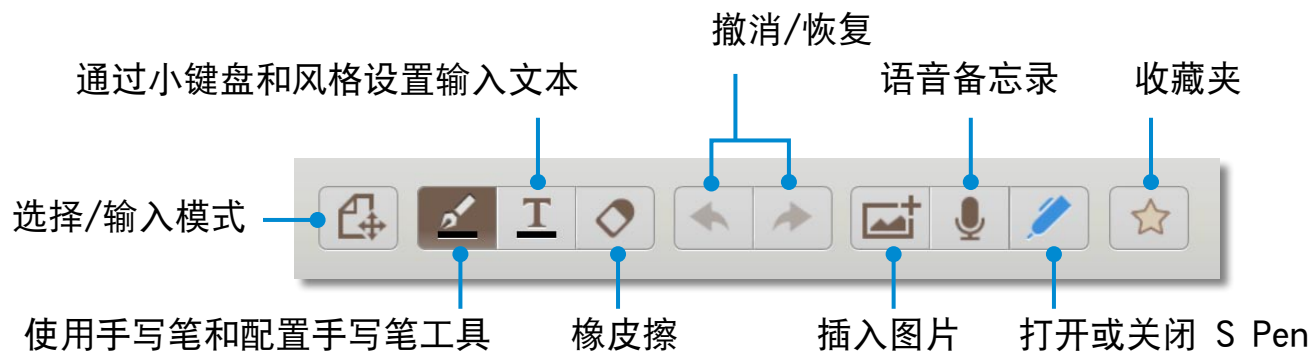 撤消/恢复
通过小键盘和风格设置输入文本
语音备忘录
收藏夹
选择/输入模式
T
使用手写笔和配置手写笔工具
橡皮擦
插入图片
打开或关闭 S Pen